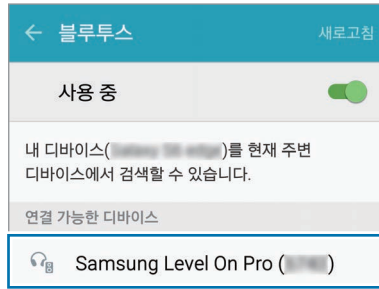 블루투스 새로고침
사용 중
내 디바이스( )를 현재 주변
디바이스에서 검색할 수 있습니다.
연결 가능한 디바이스
Samsung Level On Pro ( )